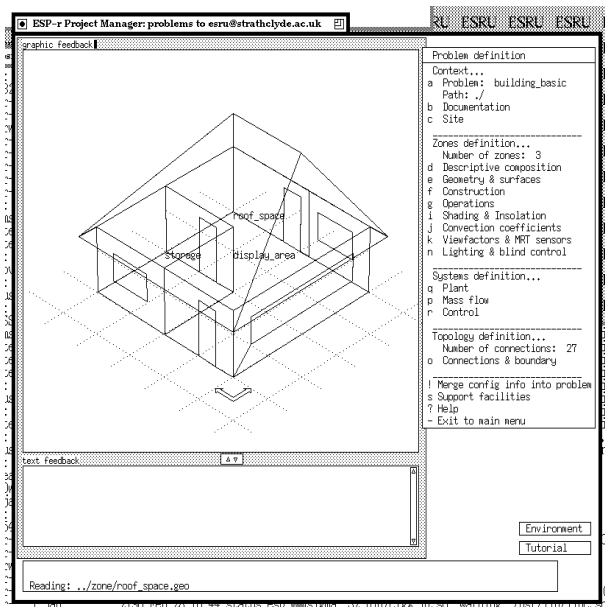 ESP-r Project Manager: problems to esru@strathclyde.ac.uk
RU ESRU ESRU ESRU
graphic feedback
roof_space
storage
display_area
Problem definition
Context...
a Problem: building_basic
Path: ./
b Documentation
c Site
Zones definition...
Number of zones: 3
d Descriptive composition
e Geometry & surfaces
f Construction
g Operations
i Shading & Insolation
j Convection coefficients
k Viewfactors & MRT sensors
n Lighting & blind control
Systems definition...
q Plant
p Mass flow
r Control
Topology definition...
Number of connections: 27
o Connections & boundary
! Merge config info into problem
s Support facilities
? Help
- Exit to main menu
text feedback
Environment
Tutorial
Reading: ../zone/roof_space.geo